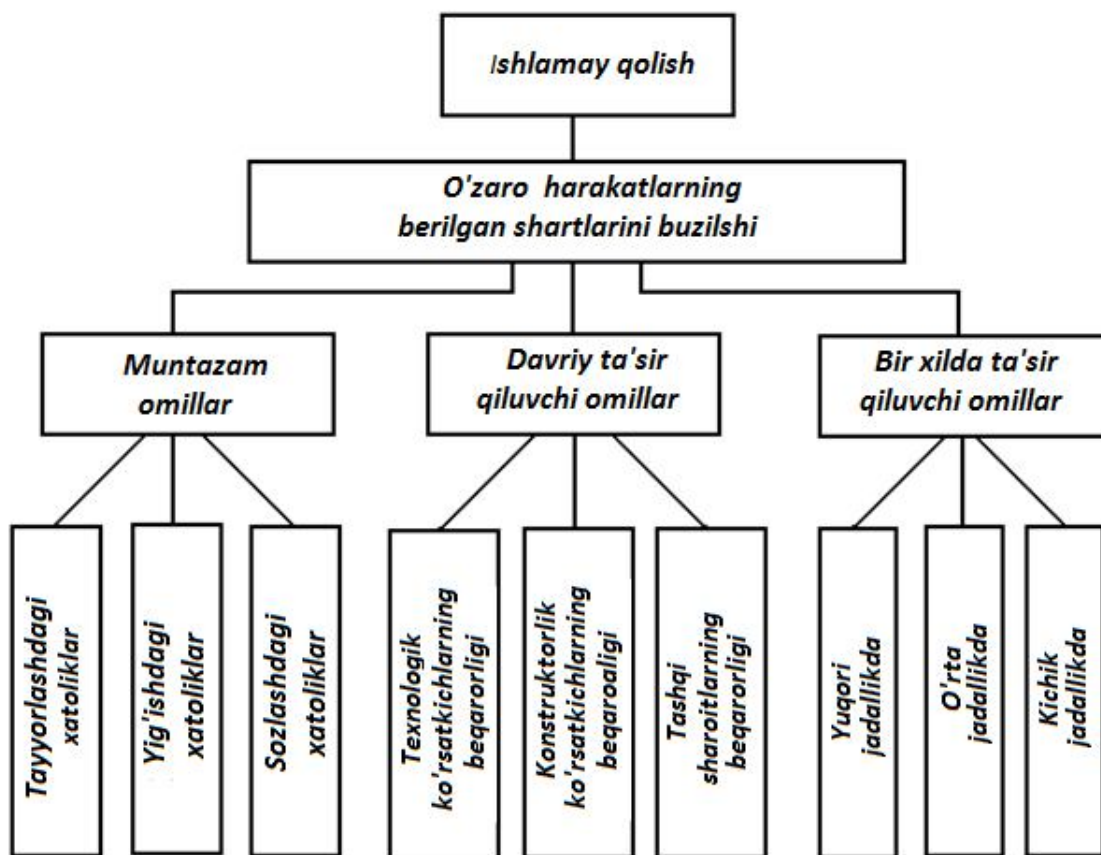 Ishlamay qolish
O'zaro harakatlarning
berilgan shartlarini buzilshi
Muntazam
omillar
Davriy ta'sir
qiluvchi omillar
Bir xilda ta'sir
qiluvchi omillar
Tayyorlashdagi
xatoliklar
Yig'ishdagi
xatoliklar
Sozlashdagi
xatoliklar
Texnologik
ko'rsatkichlarning
beqarorligi
Konstruktorlik
ko'rsatkichlarning
beqroaligi
Tashqi
sharoitlarning
beqarorligi
Yuqori
jadallikda
O'rta
jadallikda
Kichik
jadallikda